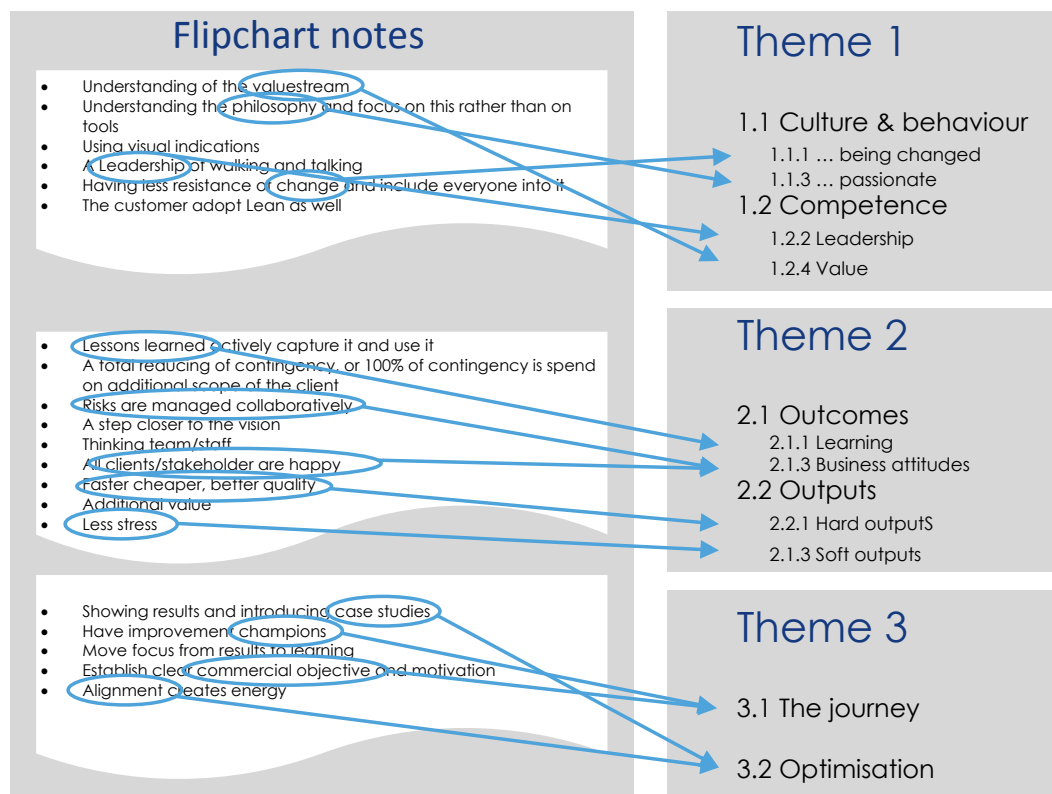 Flipchart notes
• Understanding of the valuestream
• Understanding the philosophy and focus on this rather than on
tools
• Using visual indications
• A Leadership of walking and talking
• Having less resistance or change and include everyone into it
• The customer adopt Lean as well
• Lessons learned actively capture it and use it
• A total reducing of contingency, or 100% of contingency is spend
on additional scope of the client
• Risks are managed collaboratively
• A step closer to the vision
• Thinking team/staff
• All clients/stakeholder are happy
• Faster cheaper, better quality
• Additional value
• Less stress
• Showing results and introducing case studies
• Have improvement champions
• Move focus from results to learning
• Establish clear commercial objective and motivation
• Alignment creates energy
Theme 1
1.1 Culture & behaviour
1.1.1 … being changed
1.1.3 … passionate
1.2 Competence
1.2.2 Leadership
1.2.4 Value
Theme 2
2.1 Outcomes
2.1.1 Learning
2.1.3 Business attitudes
2.2 Outputs
2.2.1 Hard outputS
2.1.3 Soft outputs
Theme 3
3.1 The journey
3.2 Optimisation